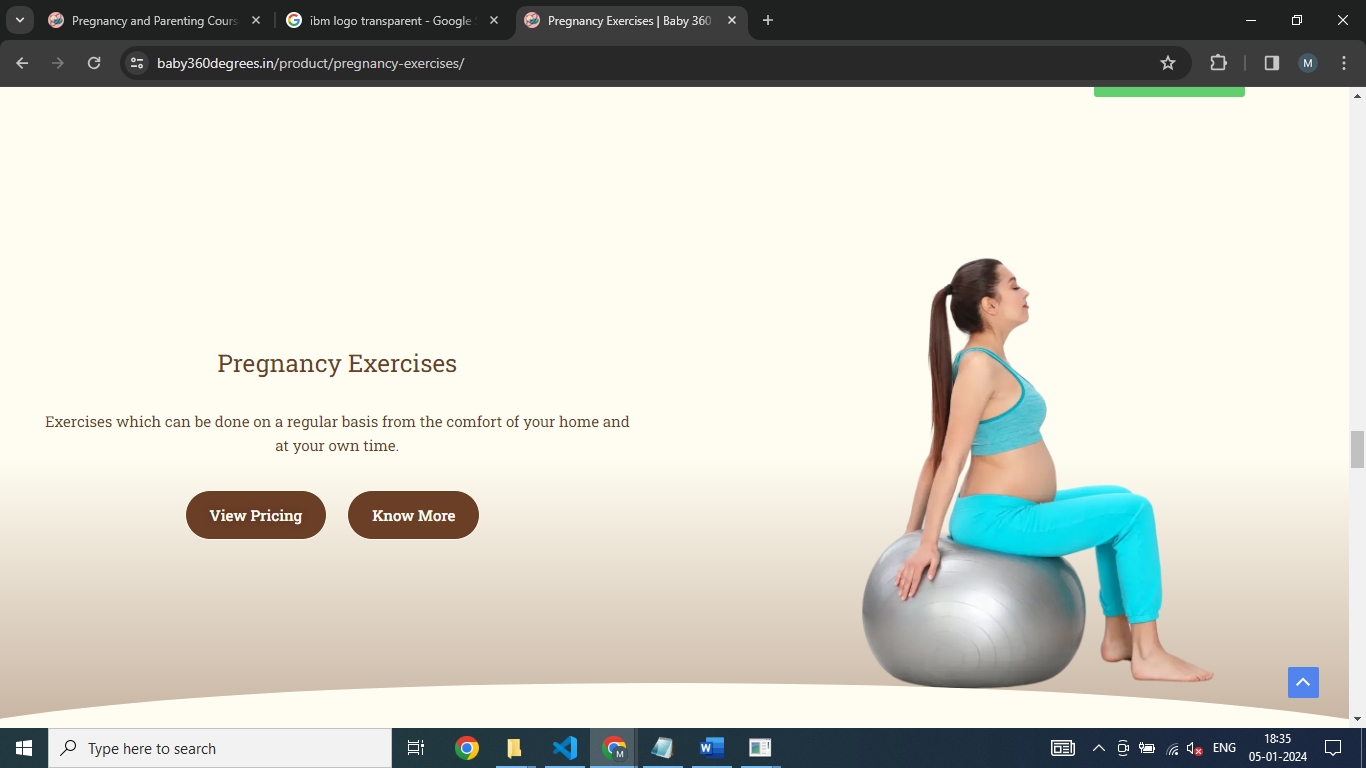 Pregnancy and Parenting Cours
ibm logo transparent - Google S
Pregnancy Exercises | Baby 360
baby360degrees.in/product/pregnancy-exercises/
M
Pregnancy Exercises
Exercises which can be done on a regular basis from the comfort of your home and
at your own time.
View Pricing
Know More
Type here to search
M
ENG
18:35
05-01-2024